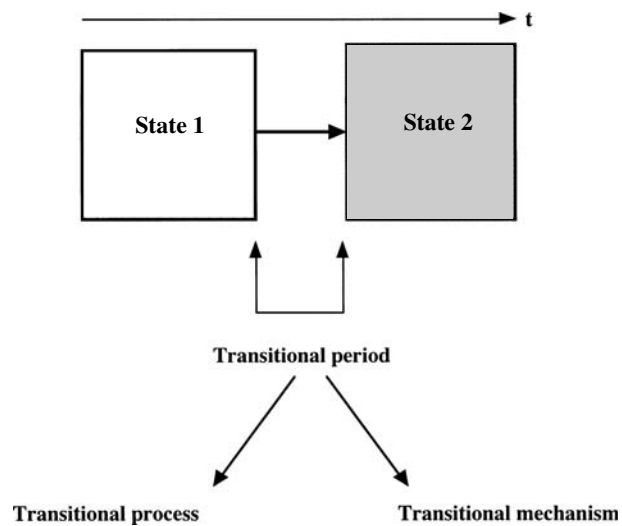 t
State 1
State 2
Transitional period
Transitional process
Transitional mechanism